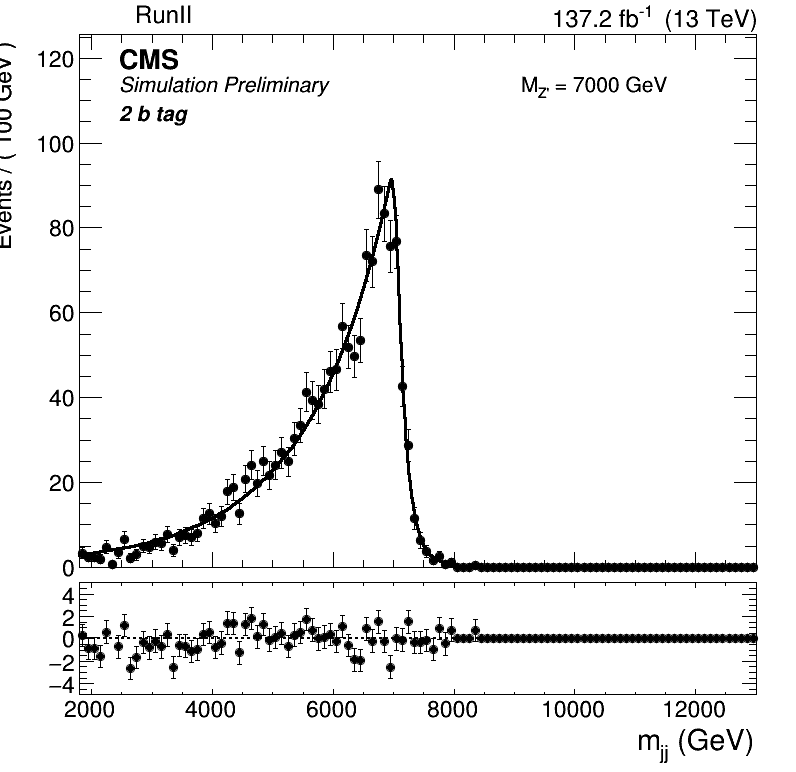 RunII
137.2 fb-1 (13 TeV)
CMS
Simulation Preliminary
2 b tag
MZ' = 7000 GeV
Events / ( 100 GeV )
120
100
80
60
40
20
0
4
2
0
−2
−4
2000 4000 6000 8000 10000 12000
mjj (GeV)